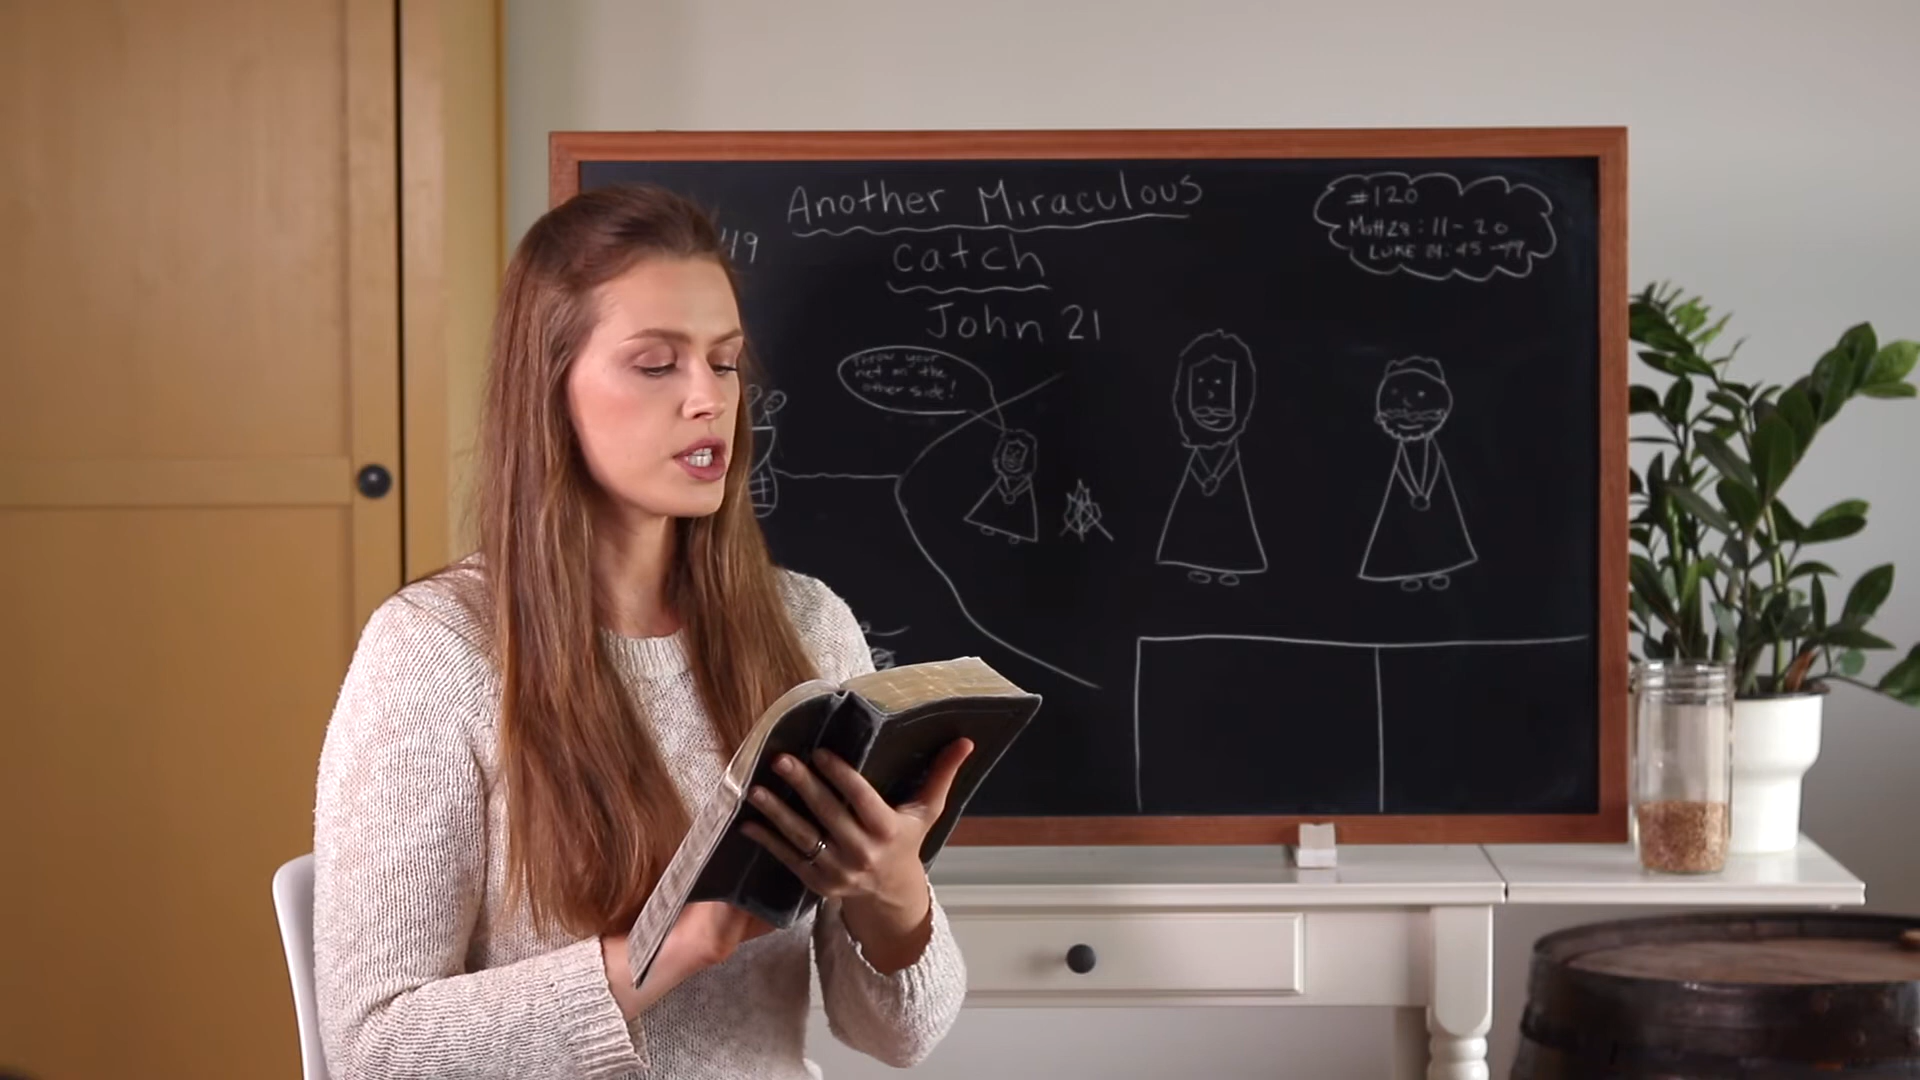 Another Miraculous
catch
John 21
#120
Matt 28:11-20
LUKE 24:45-49
Throw your
net on the
other side!